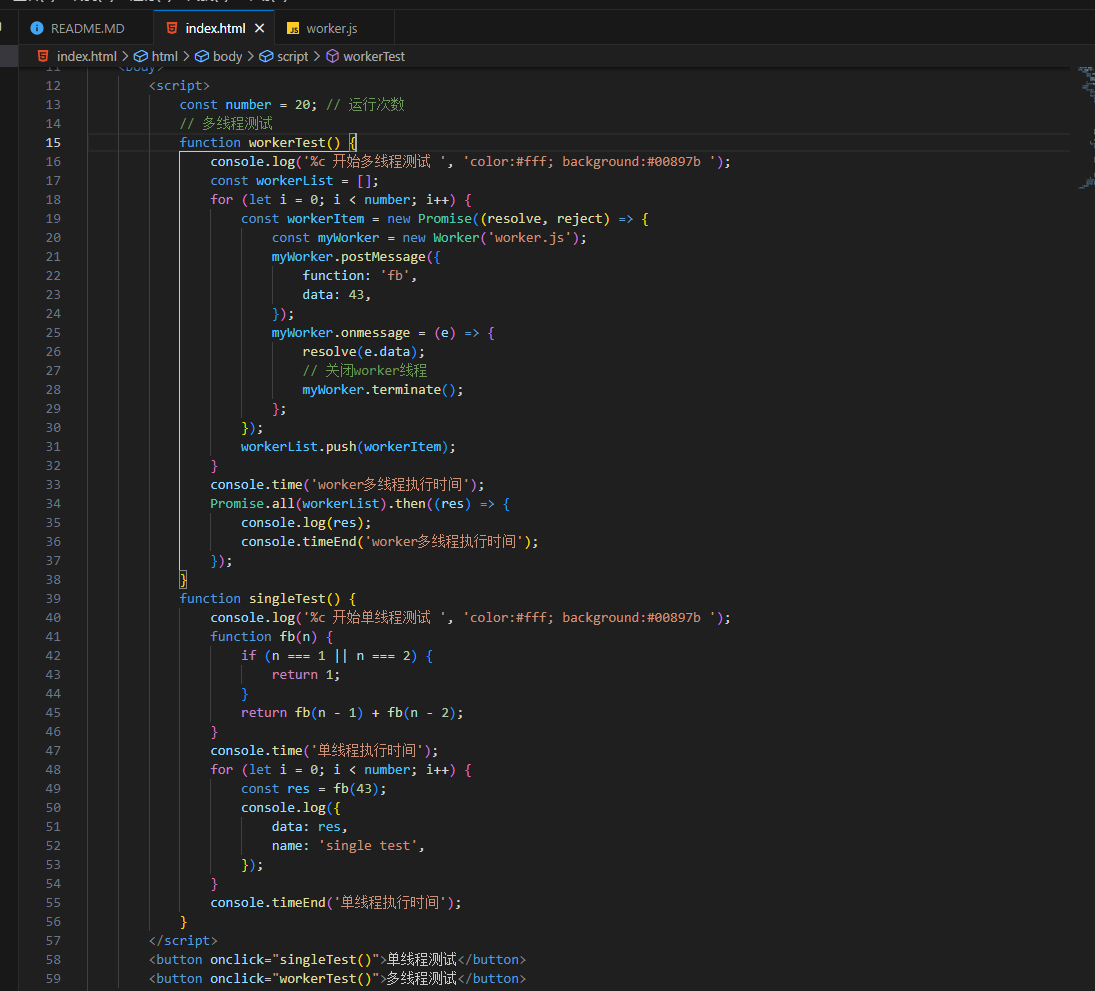 README.MD
index.html
JS worker.js
index.html > html > body > script > workerTest
11 <body>
12 <script>
13 const number = 20; // 运行次数
14 // 多线程测试
15 function workerTest() {
16 console.log('%c 开始多线程测试 ', 'color:#fff; background:#00897b ');
17 const workerList = [];
18 for (let i = 0; i < number; i++) {
19 const workerItem = new Promise((resolve, reject) => {
20 const myWorker = new Worker('worker.js');
21 myWorker.postMessage({
22 function: 'fb',
23 data: 43,
24 });
25 myWorker.onmessage = (e) => {
26 resolve(e.data);
27 // 关闭worker线程
28 myWorker.terminate();
29 };
30 });
31 workerList.push(workerItem);
32 }
33 console.time('worker多线程执行时间');
34 Promise.all(workerList).then((res) => {
35 console.log(res);
36 console.timeEnd('worker多线程执行时间');
37 });
38 }
39 function singleTest() {
40 console.log('%c 开始单线程测试 ', 'color:#fff; background:#00897b ');
41 function fb(n) {
42 if (n === 1 || n === 2) {
43 return 1;
44 }
45 return fb(n - 1) + fb(n - 2);
46 }
47 console.time('单线程执行时间');
48 for (let i = 0; i < number; i++) {
49 const res = fb(43);
50 console.log({
51 data: res,
52 name: 'single test',
53 });
54 }
55 console.timeEnd('单线程执行时间');
56 }
57 </script>
58 <button onclick="singleTest()">单线程测试</button>
59 <button onclick="workerTest()">多线程测试</button>